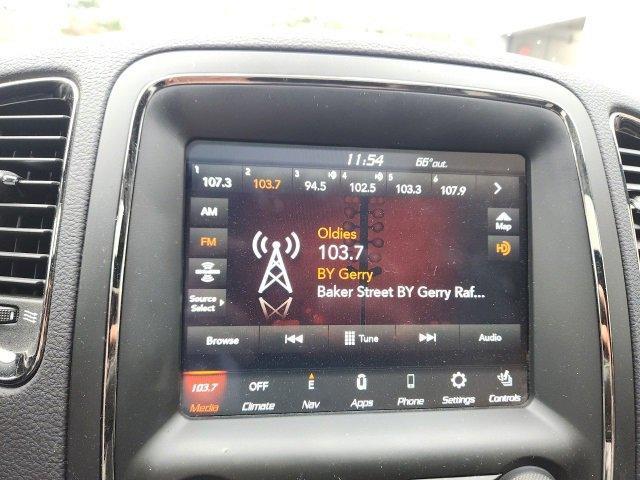 11:54 66°out.
1 2 3 4 5 6
107.3 103.7 94.5 102.5 103.3 107.9
AM
Map
Oldies
FM
103.7
HD
BY Gerry
Baker Street BY Gerry Raf...
Source
Select
Browse Tune Audio
103.7 OFF E
Media Climate Nav Apps Phone Settings Controls